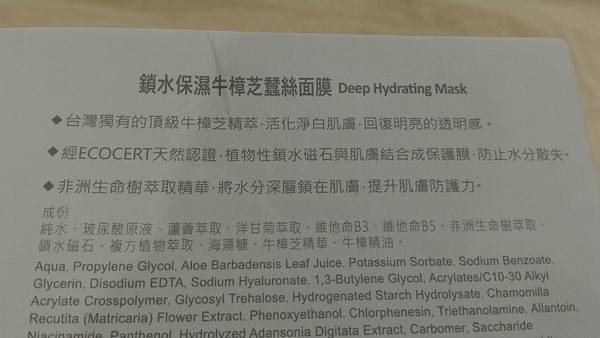 鎖水保濕牛樟芝蠶絲面膜 Deep Hydrating Mask
◆台灣獨有的頂級牛樟芝精萃‧活化淨白肌膚‧回復明亮的透明感。
◆經ECOCERT天然認證‧植物性鎖水磁石與肌膚結合成保護膜‧防止水分散失‧
◆非洲生命樹萃取精華‧將水分深層鎖在肌膚‧提升肌膚防護力。
成份
純水、玻尿酸原液、蘆薈萃取、洋甘菊萃取、維他命B3、維他命B5、非洲生命樹萃取、
鎖水磁石、複方植物萃取、海藻糖、牛樟芝精華、牛樟精油。
Aqua, Propylene Glycol, Aloe Barbadensis Leaf Juice, Potassium Sorbate, Sodium Benzoate,
Glycerin, Disodium EDTA, Sodium Hyaluronate, 1,3-Butylene Glycol, Acrylates/C10-30 Alkyl
Acrylate Crosspolymer, Glycosyl Trehalose, Hydrogenated Starch Hydrolysate, Chamomilla
Recutita (Matricaria) Flower Extract, Phenoxyethanol, Chlorphenesin, Triethanolamine, Allantoin,
Niacinamide, Panthenol, Hydrolyzed Adansonia Digitata Extract, Carbomer, Saccharide